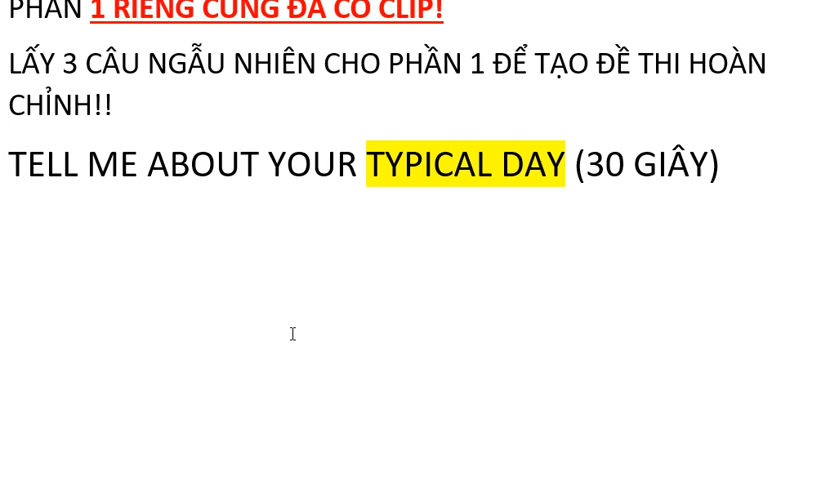 PHẦN 1 RIÊNG CŨNG ĐÃ CÓ CLIP!
LẤY 3 CÂU NGẪU NHIÊN CHO PHẦN 1 ĐỂ TẠO ĐỀ THI HOÀN
CHỈNH!!
TELL ME ABOUT YOUR TYPICAL DAY (30 GIÂY)